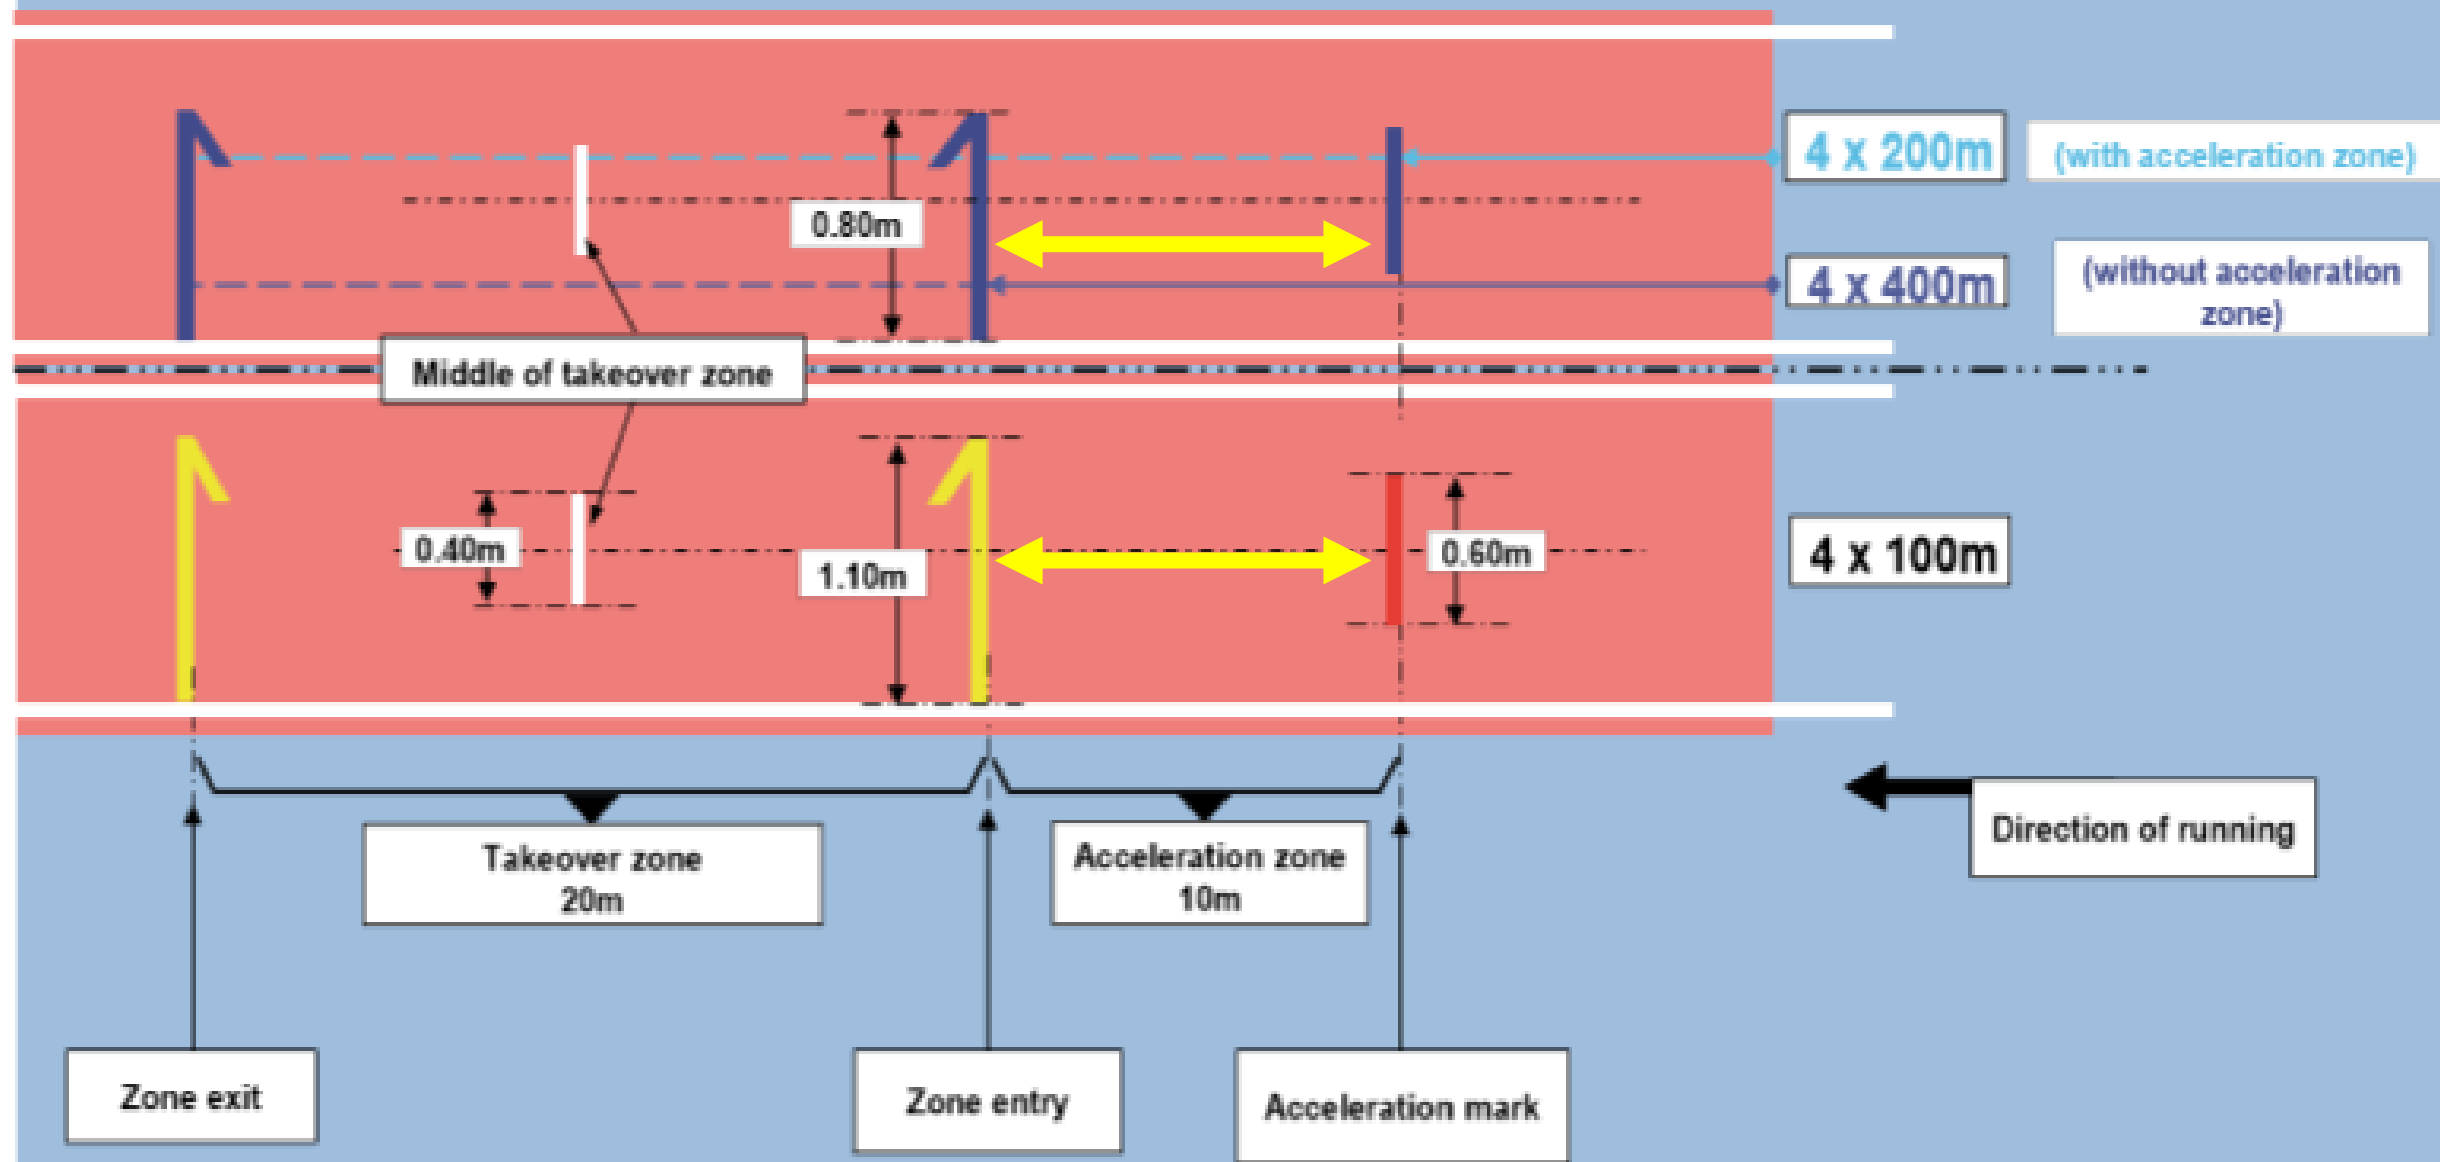 4 x 200m
(with acceleration zone)
0.80m
4 x 400m
(without acceleration
zone)
Middle of takeover zone
0.40m
1.10m
0.60m
4 x 100m
Takeover zone
20m
Acceleration zone
10m
Direction of running
Zone exit
Zone entry
Acceleration mark